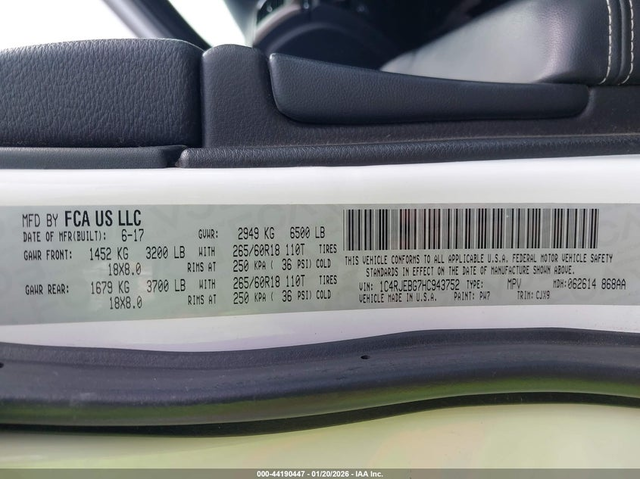 MFD BY FCA US LLC
DATE OF MFR(BUILT): 6-17
GVWR: 2949 KG 6500 LB
GAWR FRONT: 1452 KG 3200 LB WITH 265/60R18 110T TIRES
18X8.0 RIMS AT 250 KPA ( 36 PSI) COLD
GAWR REAR: 1679 KG 3700 LB WITH 265/60R18 110T TIRES
18X8.0 RIMS AT 250 KPA ( 36 PSI) COLD
THIS VEHICLE CONFORMS TO ALL APPLICABLE U.S.A. FEDERAL MOTOR VEHICLE SAFETY
STANDARDS IN EFFECT ON THE DATE OF MANUFACTURE SHOWN ABOVE.
VIN: 1C4RJEBG7HC943752 TYPE: MPV MDH: 062614 868AA
VEHICLE MADE IN U.S.A. PAINT: PW7 TRIM: CJX9
000-44190447 - 01/20/2026 - IAA Inc.